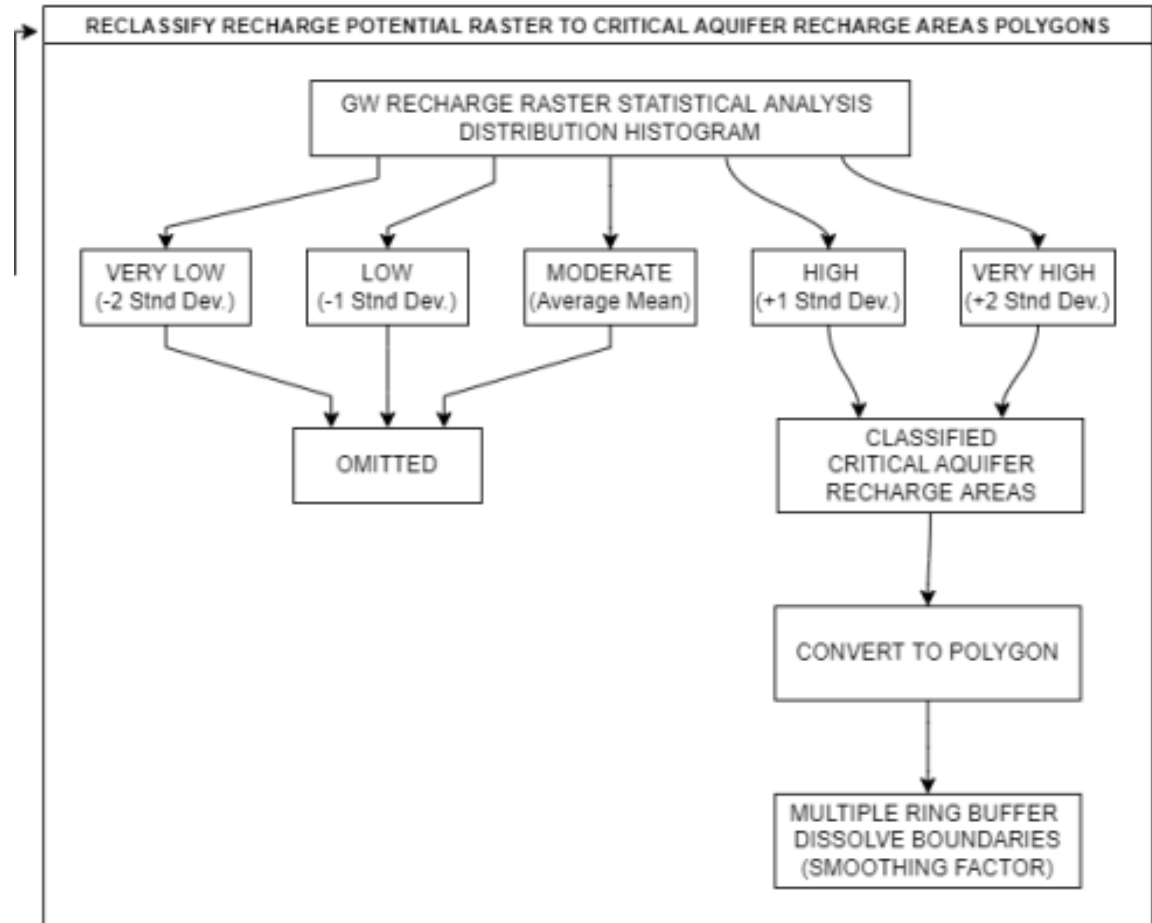 RECLASSIFY RECHARGE POTENTIAL RASTER TO CRITICAL AQUIFER RECHARGE AREAS POLYGONS
GW RECHARGE RASTER STATISTICAL ANALYSIS
DISTRIBUTION HISTOGRAM
VERY LOW
(-2 Stnd Dev.)
LOW
(-1 Stnd Dev.)
MODERATE
(Average Mean)
HIGH
(+1 Stnd Dev.)
VERY HIGH
(+2 Stnd Dev.)
OMITTED
CLASSIFIED
CRITICAL AQUIFER
RECHARGE AREAS
CONVERT TO POLYGON
MULTIPLE RING BUFFER
DISSOLVE BOUNDARIES
(SMOOTHING FACTOR)